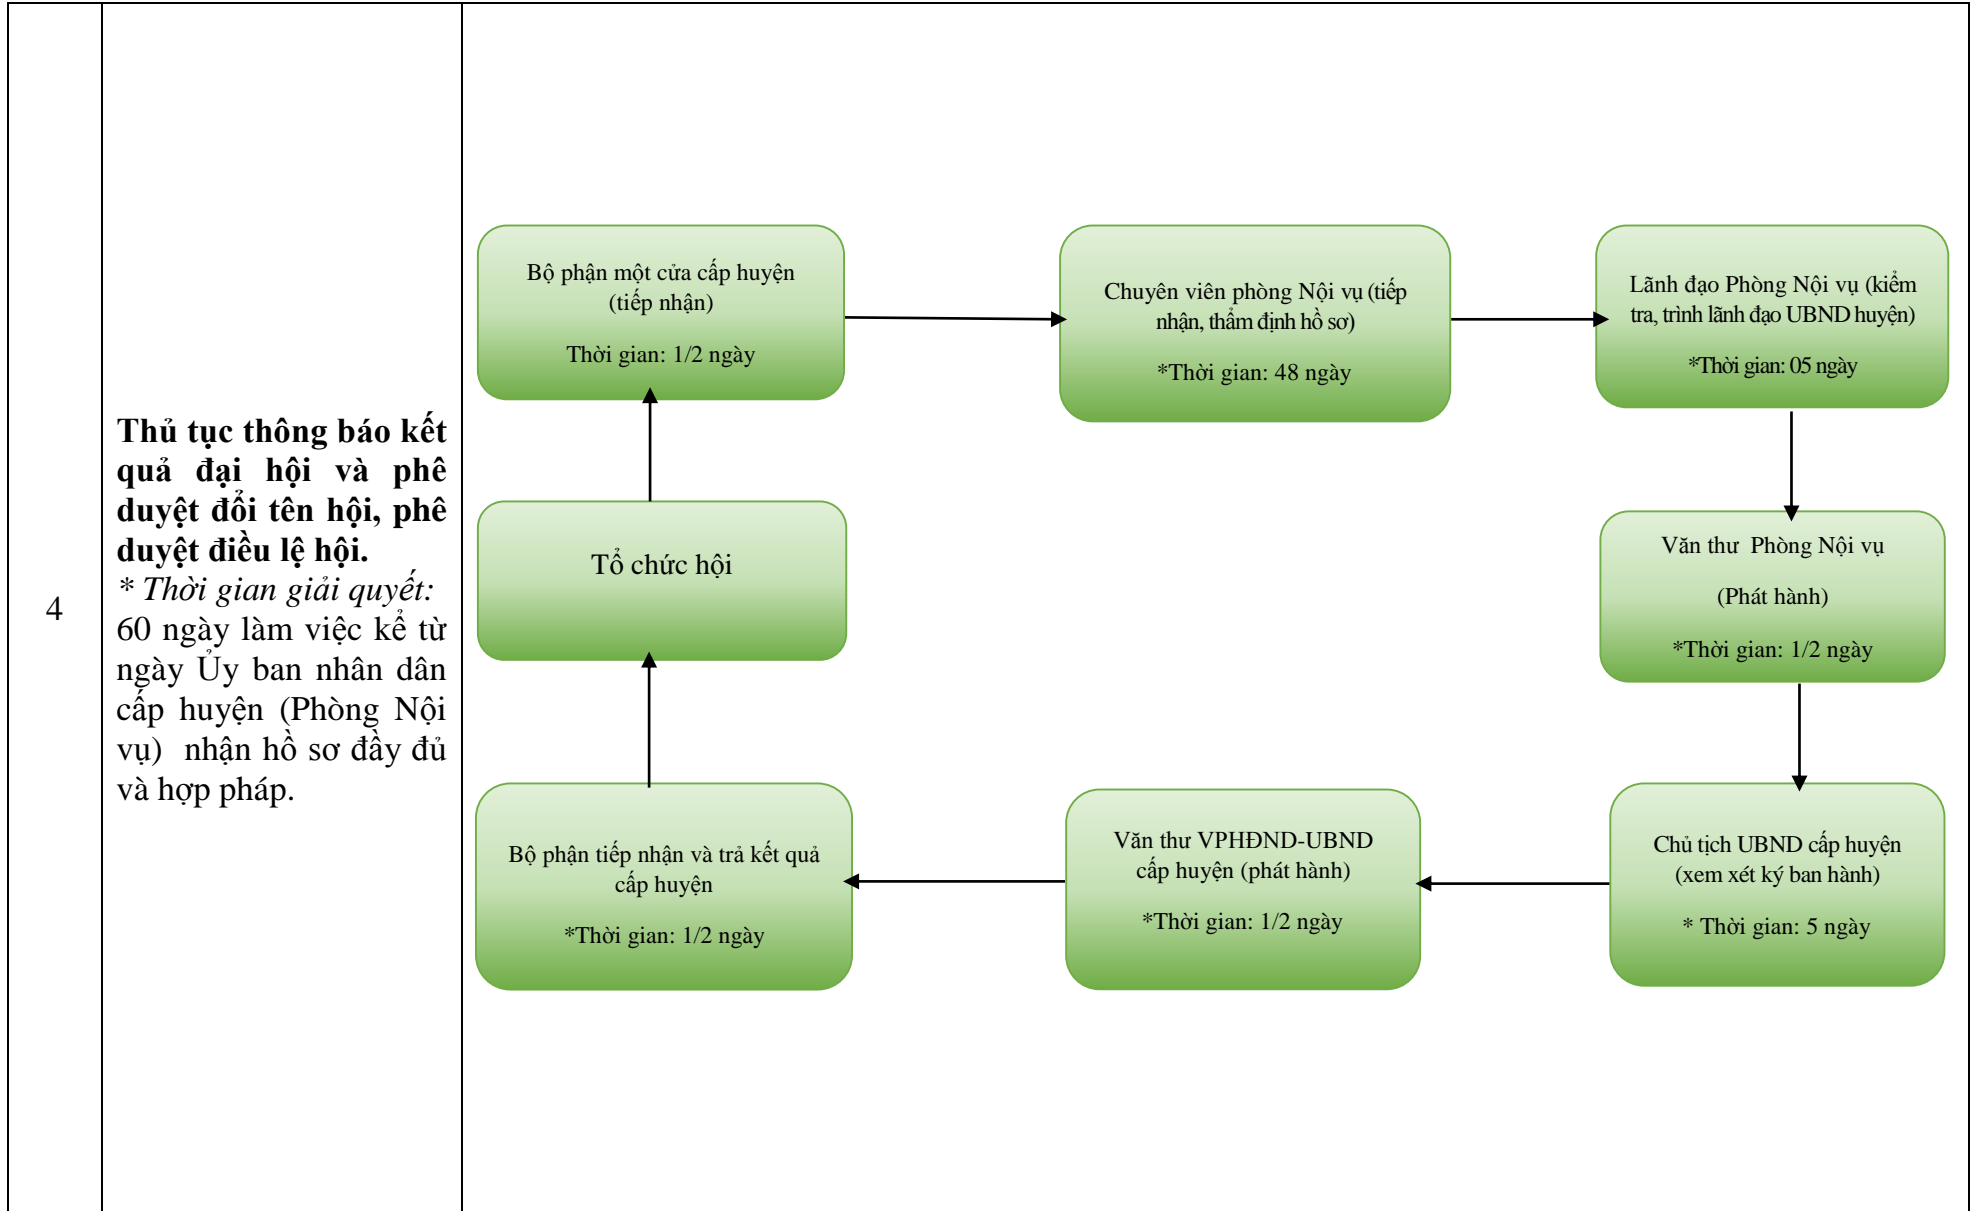 4
Thủ tục thông báo kết
quả đại hội và phê
duyệt đổi tên hội, phê
duyệt điều lệ hội.
* Thời gian giải quyết:
60 ngày làm việc kể từ
ngày Ủy ban nhân dân
cấp huyện (Phòng Nội
vụ) nhận hồ sơ đầy đủ
và hợp pháp.
Bộ phận một cửa cấp huyện
(tiếp nhận)
Thời gian: 1/2 ngày
Chuyên viên phòng Nội vụ (tiếp
nhận, thẩm định hồ sơ)
*Thời gian: 48 ngày
Lãnh đạo Phòng Nội vụ (kiểm
tra, trình lãnh đạo UBND huyện)
*Thời gian: 05 ngày
Tổ chức hội
Văn thư Phòng Nội vụ
(Phát hành)
*Thời gian: 1/2 ngày
Bộ phận tiếp nhận và trả kết quả
cấp huyện
*Thời gian: 1/2 ngày
Văn thư VPHĐND-UBND
cấp huyện (phát hành)
*Thời gian: 1/2 ngày
Chủ tịch UBND cấp huyện
(xem xét ký ban hành)
* Thời gian: 5 ngày